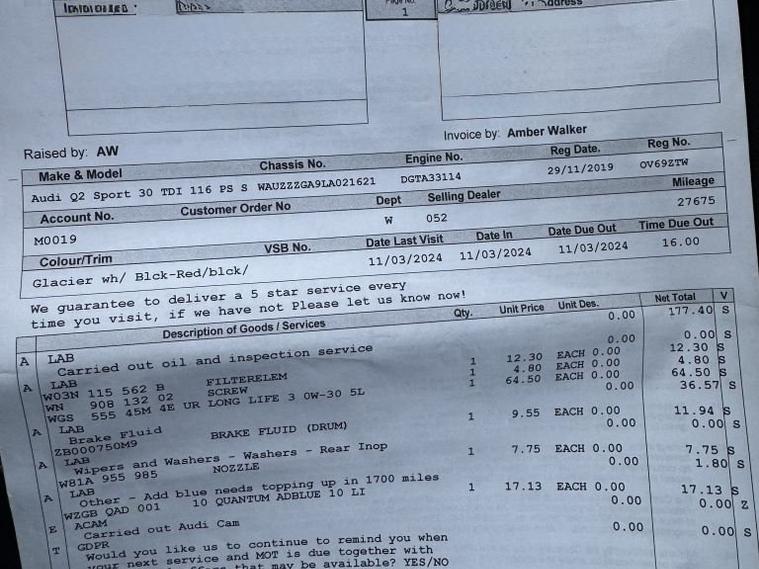 Page No.
1
Address
Raised by: AW
Invoice by: Amber Walker
Make & Model Chassis No. Engine No. Reg Date. Reg No.
Audi Q2 Sport 30 TDI 116 PS S WAUZZZGA9LA021621 DGTA33114 29/11/2019 OV69ZTW
Account No. Customer Order No Dept Selling Dealer Mileage
M0019 W 052 27675
Colour/Trim VSB No. Date Last Visit Date In Date Due Out Time Due Out
Glacier wh/ Blck-Red/blck/ 11/03/2024 11/03/2024 11/03/2024 16.00
We guarantee to deliver a 5 star service every
time you visit, if we have not Please let us know now!
Description of Goods / Services Qty. Unit Price Unit Des. Net Total V
A LAB 0.00 177.40 S
Carried out oil and inspection service
A LAB 0.00 0.00 S
W03N 115 562 B FILTERELEM 1 12.30 EACH 0.00 12.30 S
WN 908 132 02 SCREW 1 4.80 EACH 0.00 4.80 S
WGS 555 45M 4E UR LONG LIFE 3 0W-30 5L 1 64.50 EACH 0.00 64.50 S
A LAB 0.00 36.57 S
Brake Fluid
ZB000750M9 BRAKE FLUID (DRUM) 1 9.55 EACH 0.00 11.94 S
A LAB 0.00 0.00 S
Wipers and Washers - Washers - Rear Inop
W81A 955 985 NOZZLE 1 7.75 EACH 0.00 7.75 S
A LAB 0.00 1.80 S
Other - Add blue needs topping up in 1700 miles
WZGB QAD 001 10 QUANTUM ADBLUE 10 LI 1 17.13 EACH 0.00 17.13 S
E ACAM 0.00 0.00 Z
Carried out Audi Cam
T GDPR 0.00 0.00 S
Would you like us to continue to remind you when
your next service and MOT is due together with
that may be available? YES/NO